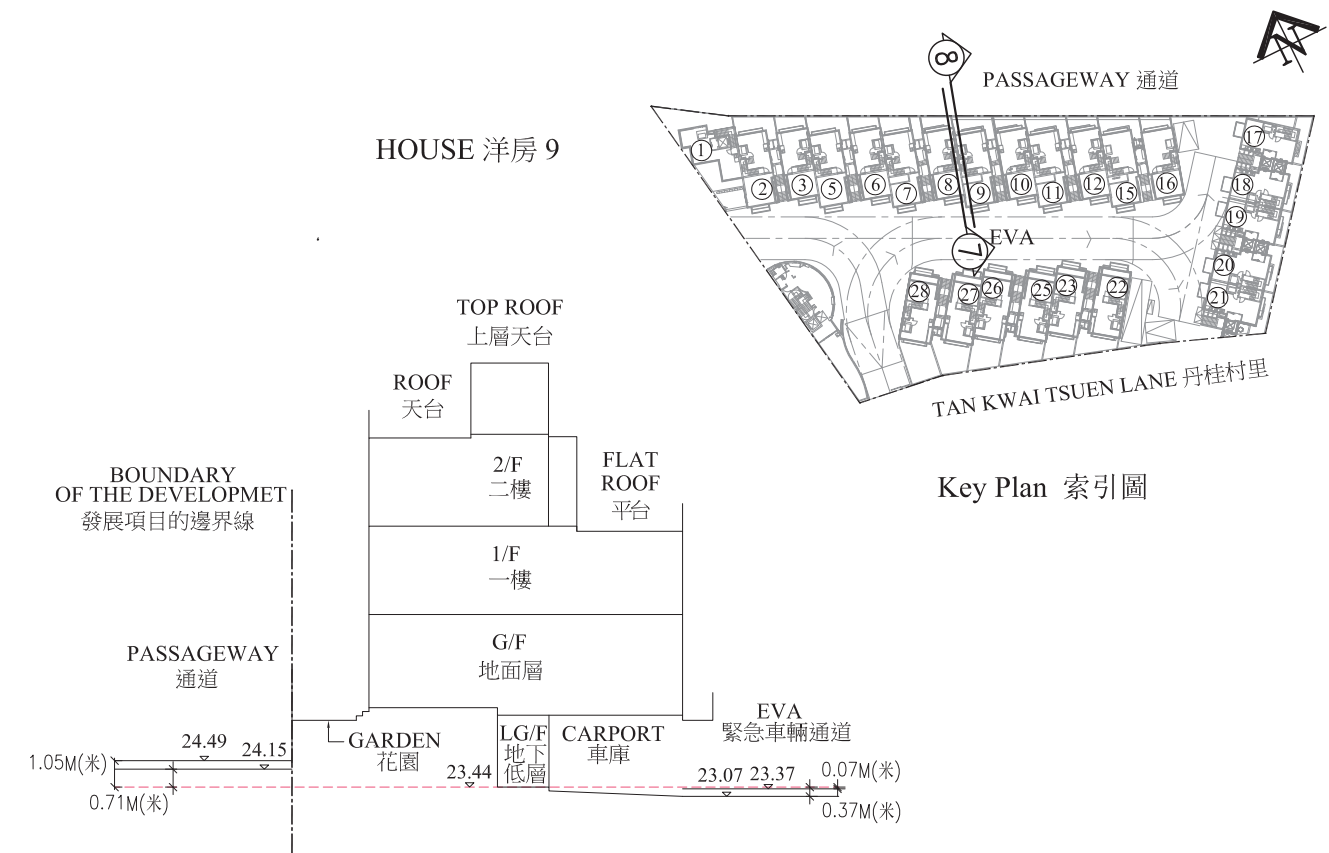 HOUSE 洋房 9
8
PASSAGEWAY 通道
N
1
2
3
5
6
7
8
9
10
11
12
15
16
17
18
19
20
21
7
EVA
28
27
26
25
23
22
TAN KWAI TSUEN LANE 丹桂村里
Key Plan 索引圖
TOP ROOF
上層天台
ROOF
天台
BOUNDARY
OF THE DEVELOPMET
發展項目的邊界線
2/F
二樓
FLAT
ROOF
平台
1/F
一樓
G/F
地面層
PASSAGEWAY
通道
GARDEN
花園
LG/F
地下
低層
CARPORT
車庫
EVA
緊急車輛通道
24.49
24.15
1.05M(米)
0.71M(米)
23.44
23.07 23.37
0.07M(米)
0.37M(米)